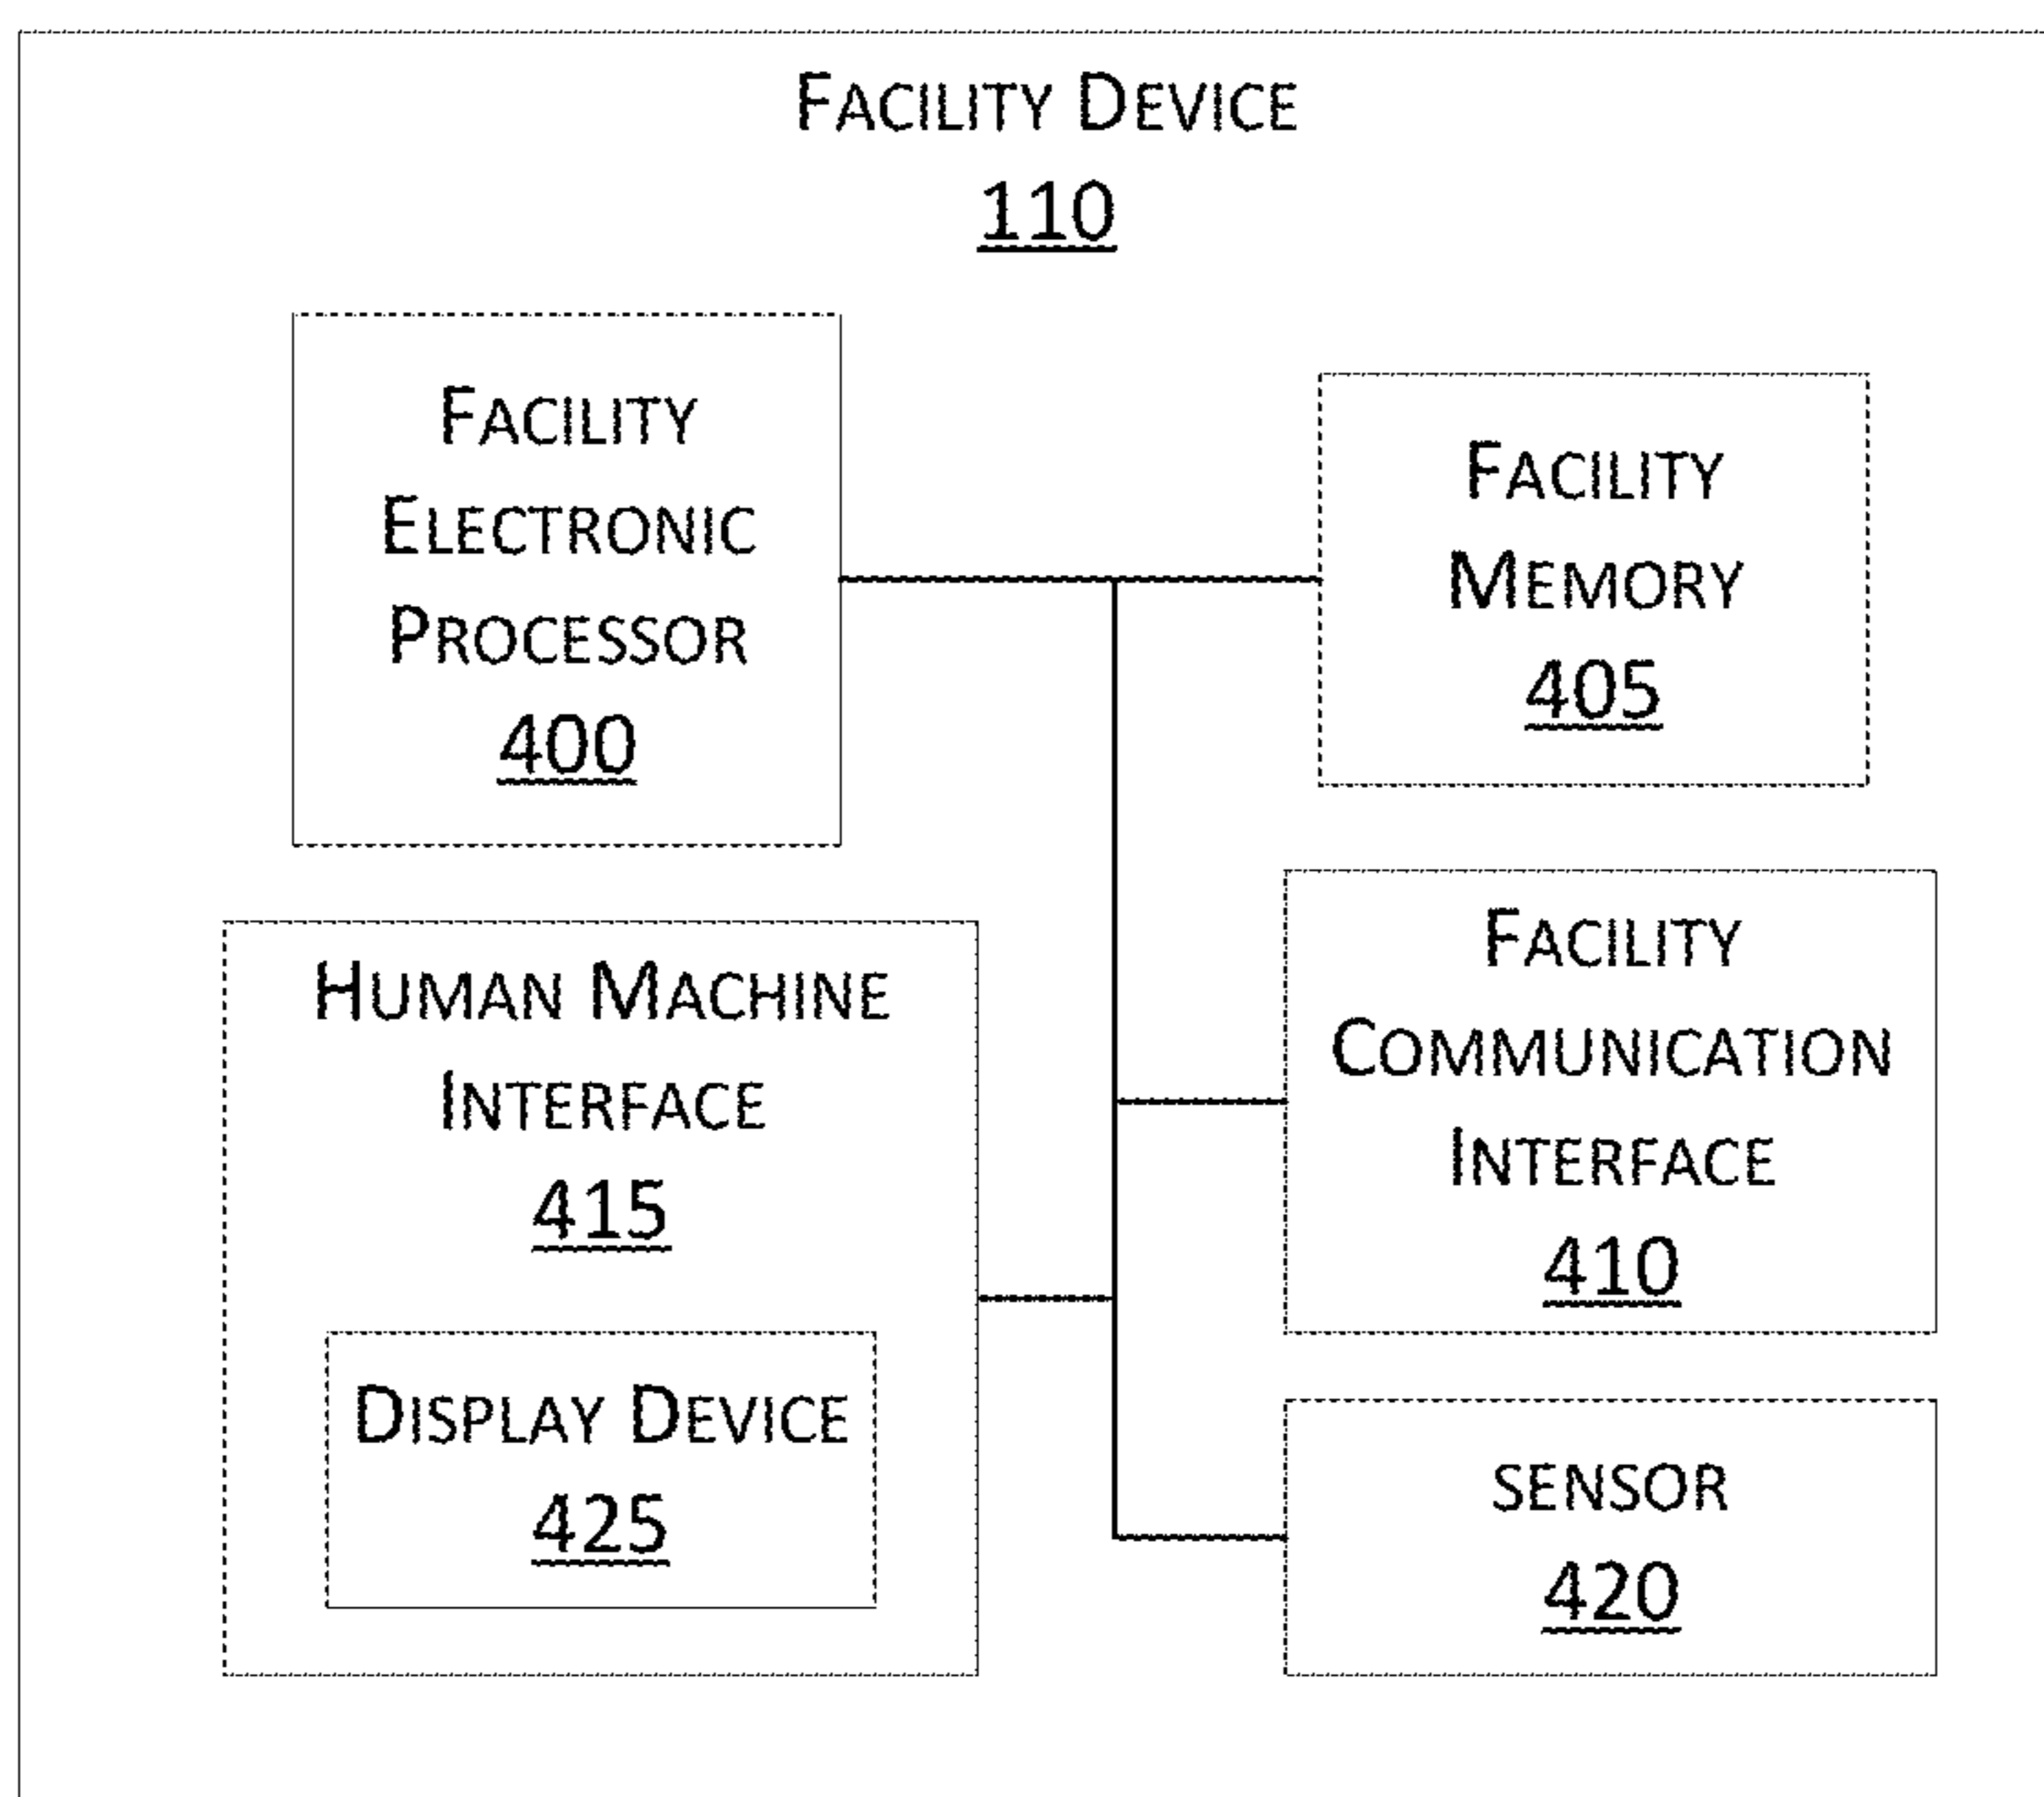 FACILITY DEVICE
110
FACILITY
ELECTRONIC
PROCESSOR
400
FACILITY
MEMORY
405
HUMAN MACHINE
INTERFACE
415
DISPLAY DEVICE
425
FACILITY
COMMUNICATION
INTERFACE
410
SENSOR
420